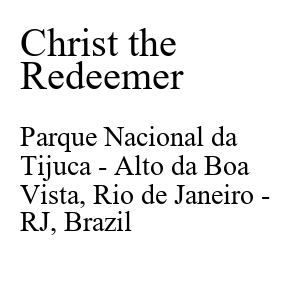 Christ the
Redeemer
Parque Nacional da
Tijuca - Alto da Boa
Vista, Rio de Janeiro -
RJ, Brazil